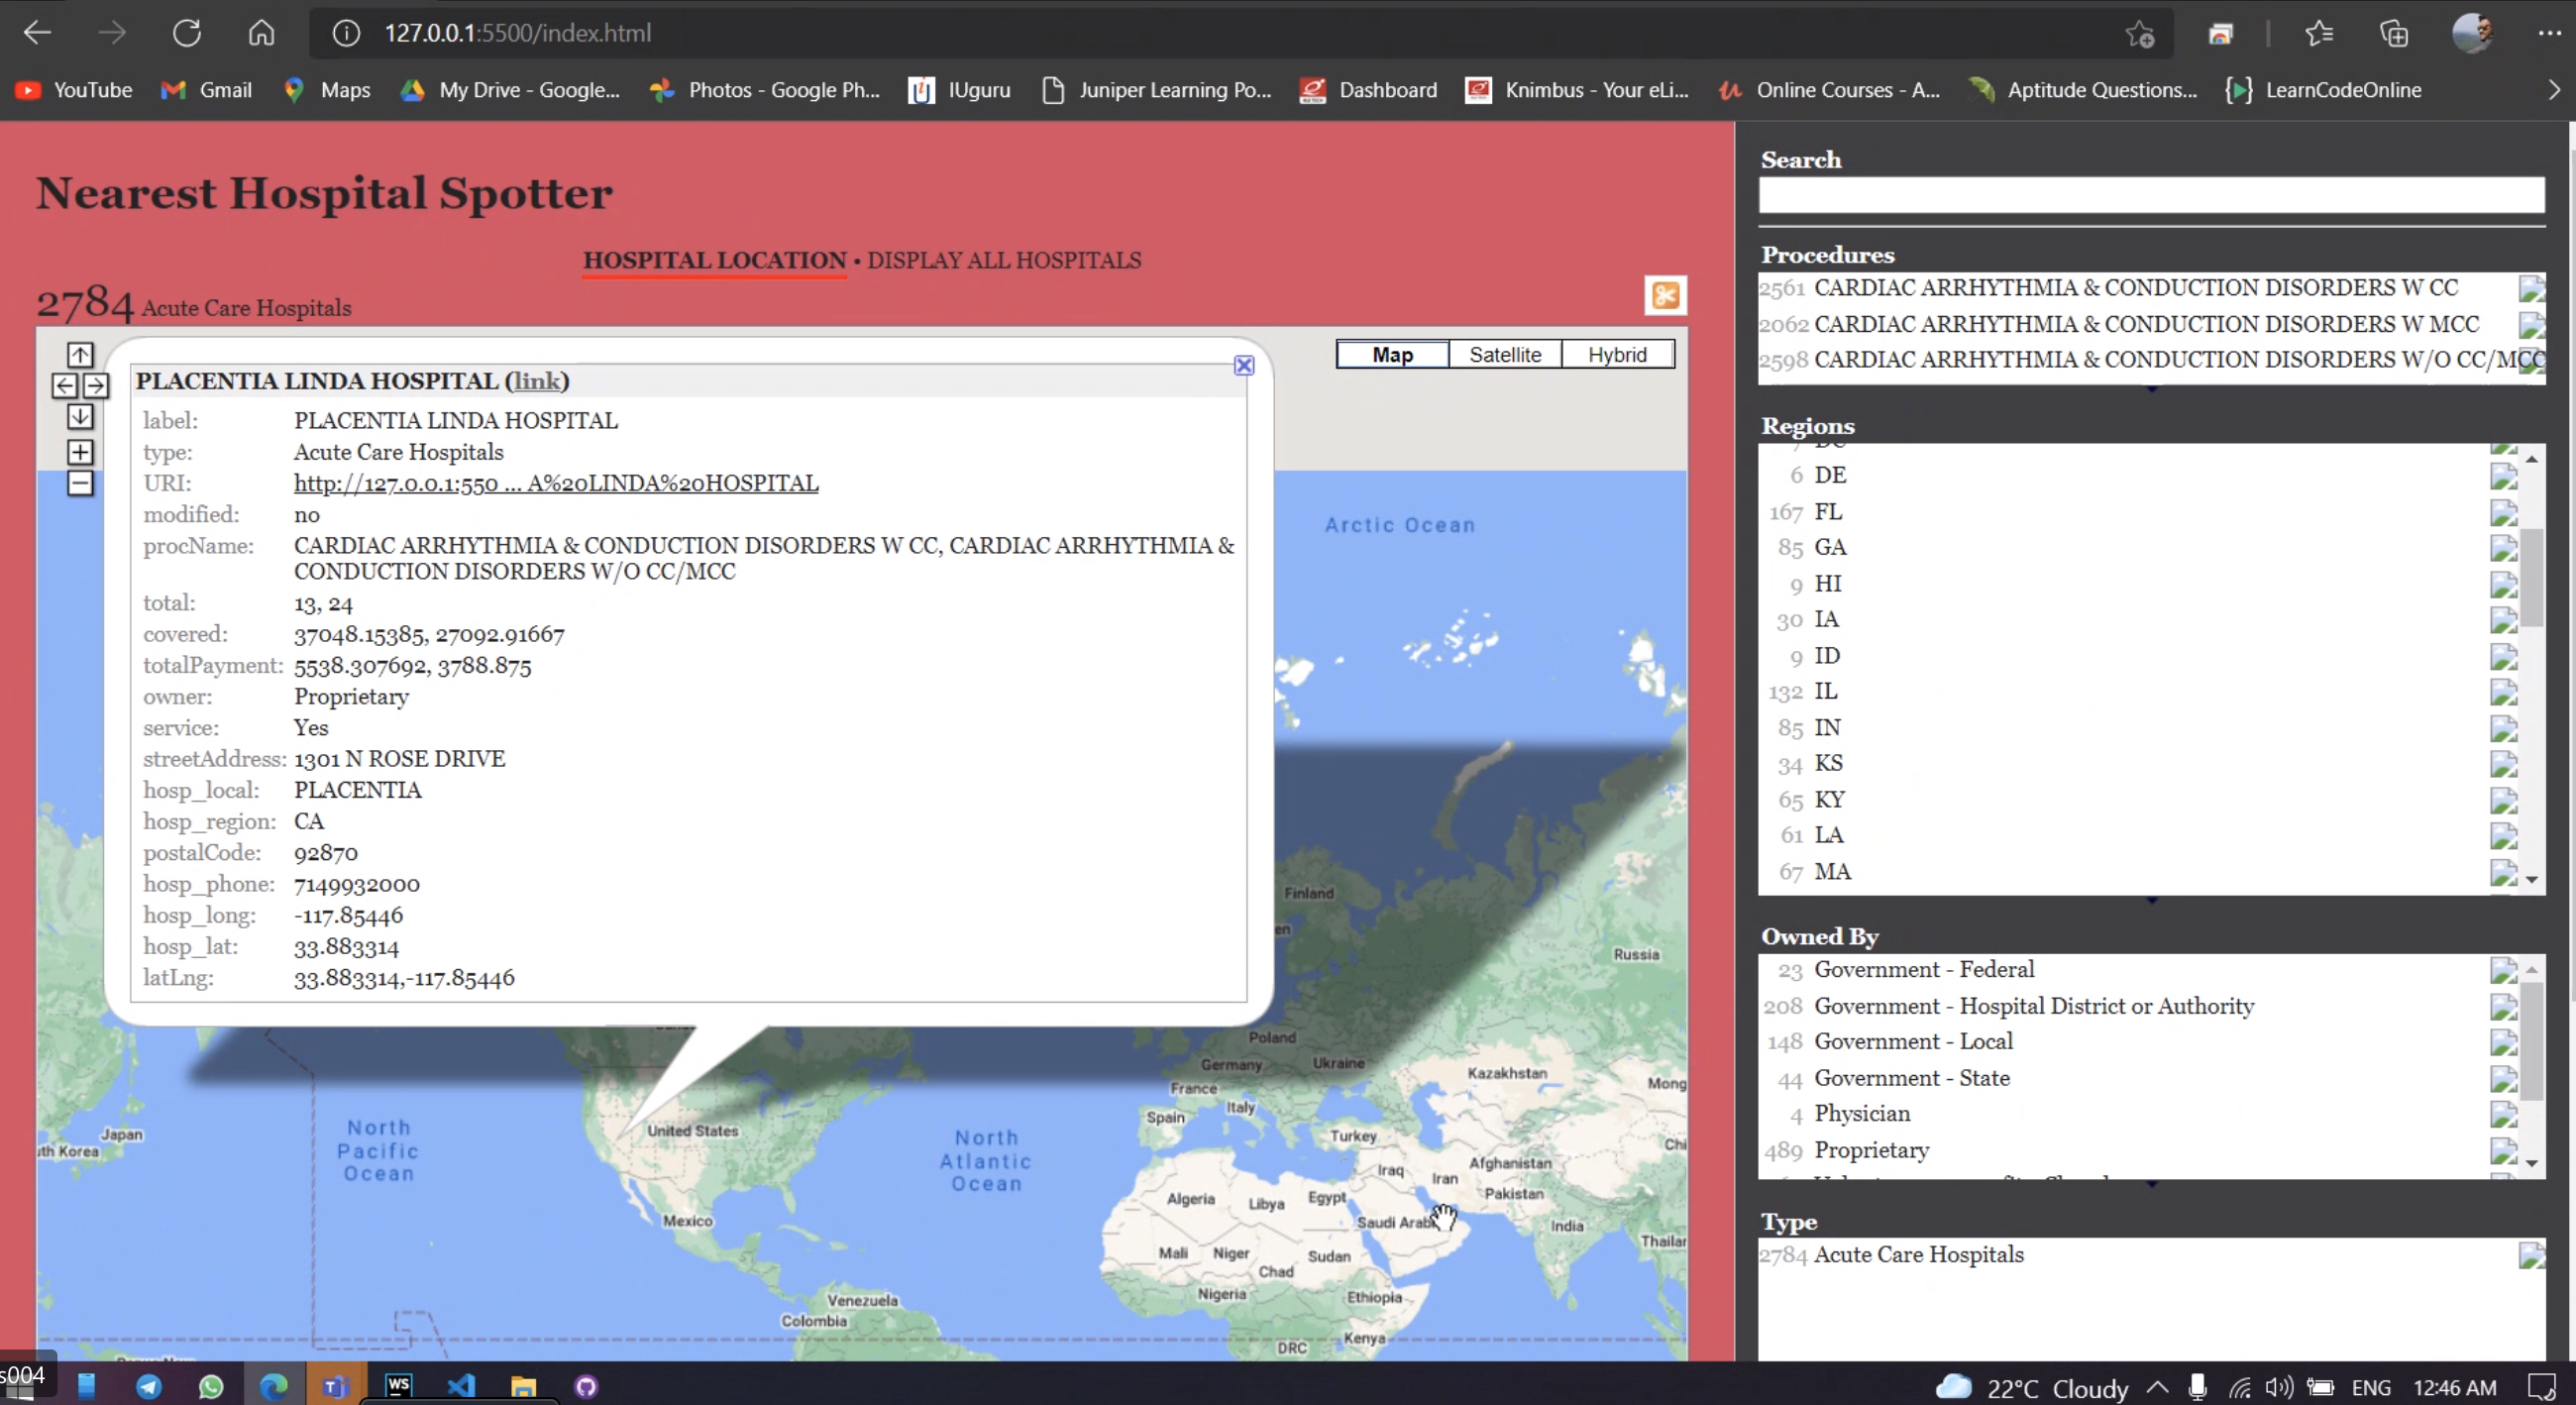 127.0.0.1:5500/index.html
YouTube Gmail Maps My Drive - Google... Photos - Google Ph... IUguru Juniper Learning Po... Dashboard Knimbus - Your eLi... Online Courses - A... Aptitude Questions... LearnCodeOnline
Nearest Hospital Spotter
HOSPITAL LOCATION • DISPLAY ALL HOSPITALS
2784 Acute Care Hospitals
Map Satellite Hybrid
PLACENTIA LINDA HOSPITAL (link)
label: PLACENTIA LINDA HOSPITAL
type: Acute Care Hospitals
URI: http://127.0.0.1:550 ... A%20LINDA%20HOSPITAL
modified: no
procName: CARDIAC ARRHYTHMIA & CONDUCTION DISORDERS W CC, CARDIAC ARRHYTHMIA &
CONDUCTION DISORDERS W/O CC/MCC
total: 13, 24
covered: 37048.15385, 27092.91667
totalPayment: 5538.307692, 3788.875
owner: Proprietary
service: Yes
streetAddress: 1301 N ROSE DRIVE
hosp_local: PLACENTIA
hosp_region: CA
postalCode: 92870
hosp_phone: 7149932000
hosp_long: -117.85446
hosp_lat: 33.883314
latLng: 33.883314,-117.85446
Arctic Ocean
Finland
Russia
Poland
Germany
Ukraine
France
Kazakhstan
Mong
Spain
Italy
Japan
uth Korea
North
Pacific
Ocean
United States
North
Atlantic
Ocean
Turkey
Chi
Iraq
Iran
Afghanistan
Pakistan
Algeria
Libya
Egypt
Mexico
Saudi Arab
India
Thailan
Mali
Niger
Sudan
Chad
Nigeria
Ethiopia
Venezuela
Colombia
Kenya
DRC
Search
Procedures
2561 CARDIAC ARRHYTHMIA & CONDUCTION DISORDERS W CC
2062 CARDIAC ARRHYTHMIA & CONDUCTION DISORDERS W MCC
2598 CARDIAC ARRHYTHMIA & CONDUCTION DISORDERS W/O CC/MCC
Regions
7 DC
6 DE
167 FL
85 GA
9 HI
30 IA
9 ID
132 IL
85 IN
34 KS
65 KY
61 LA
67 MA
Owned By
23 Government - Federal
208 Government - Hospital District or Authority
148 Government - Local
44 Government - State
4 Physician
489 Proprietary
Type
2784 Acute Care Hospitals
s004
WS
22°C Cloudy ENG 12:46 AM